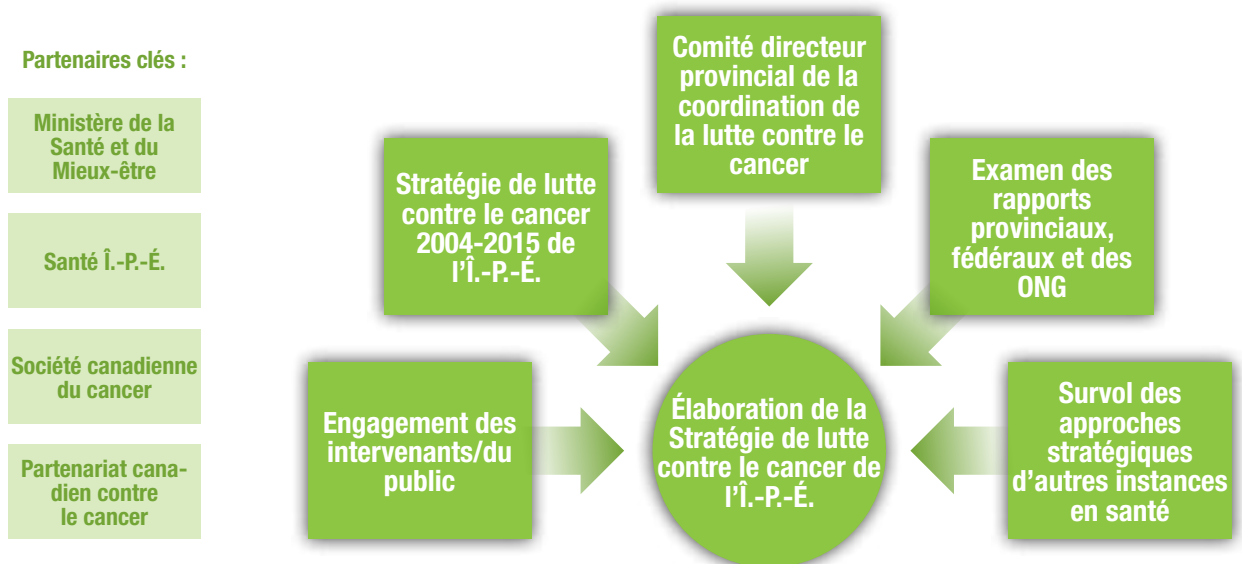 Partenaires clés :
Ministère de la
Santé et du
Mieux-être
Santé Î.-P.-É.
Société canadienne
du cancer
Partenariat cana-
dien contre
le cancer
Comité directeur
provincial de la
coordination de
la lutte contre le
cancer
Stratégie de lutte
contre le cancer
2004-2015 de
l’Î.-P.-É.
Examen des
rapports
provinciaux,
fédéraux et des
ONG
Engagement des
intervenants/du
public
Élaboration de la
Stratégie de lutte
contre le cancer de
l’Î.-P.-É.
Survol des
approches
stratégiques
d’autres instances
en santé